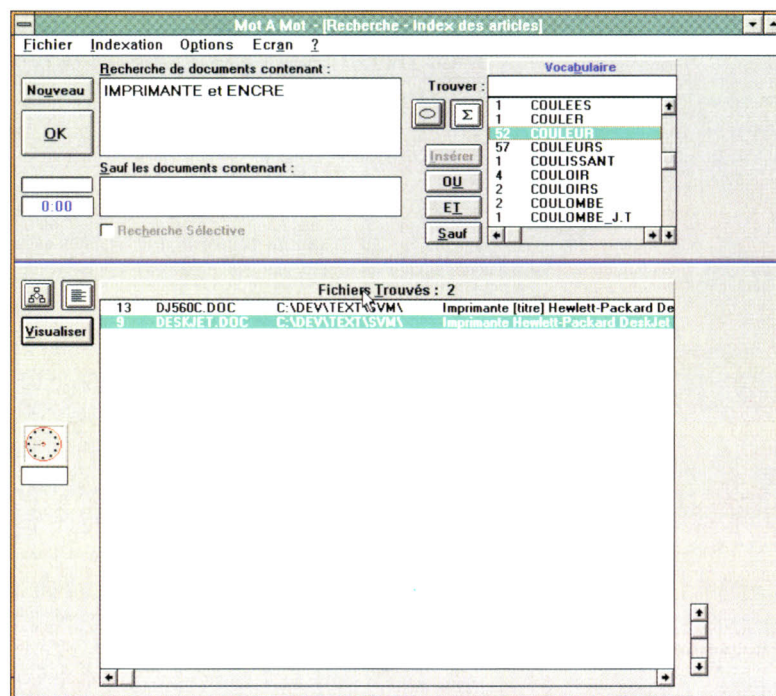 Mot A Mot - [Recherche - Index des articles]
Fichier Indexation Options Ecran ?
Recherche de documents contenant :
Nouveau
IMPRIMANTE et ENCRE
OK
Sauf les documents contenant :
0:00
Recherche Sélective
Vocabulaire
Trouver :
Σ
Insérer
OU
ET
Sauf
1 COULEES
1 COULER
52 COULEUR
57 COULEURS
1 COULISSANT
4 COULOIR
2 COULOIRS
2 COULOMBE
1 COULOMBE_J.T
Fichiers Trouvés : 2
Visualiser
13 DJ560C.DOC C:\DEV\TEXT\SVM\ Imprimante [titre] Hewlett-Packard De
9 DESKJET.DOC C:\DEV\TEXT\SVM\ Imprimante Hewlett-Packard DeskJet